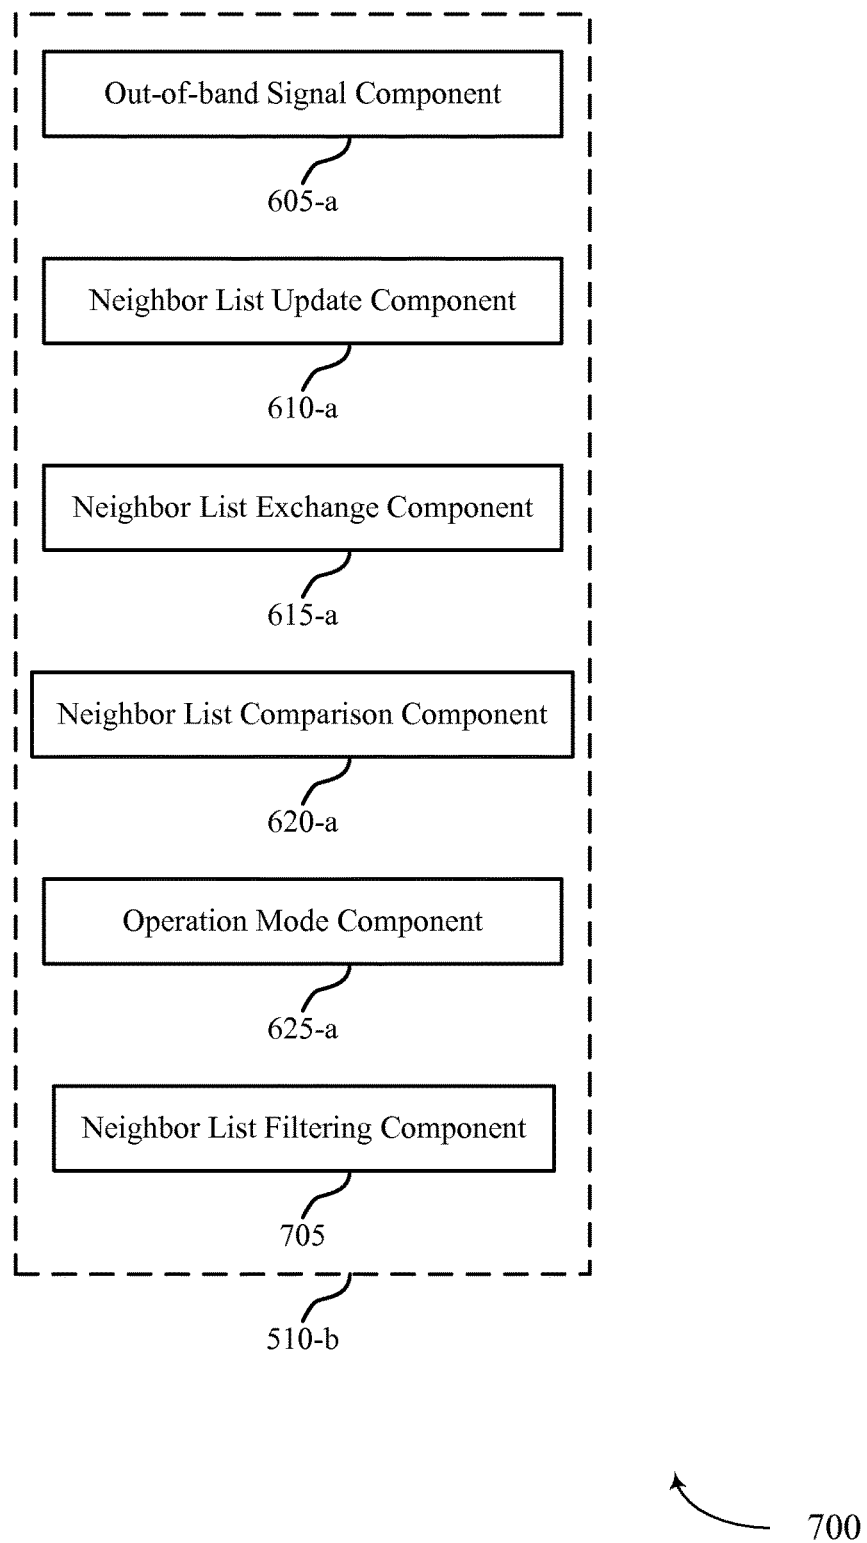 Out-of-band Signal Component
605-a
Neighbor List Update Component
610-a
Neighbor List Exchange Component
615-a
Neighbor List Comparison Component
620-a
Operation Mode Component
625-a
Neighbor List Filtering Component
705
510-b
700